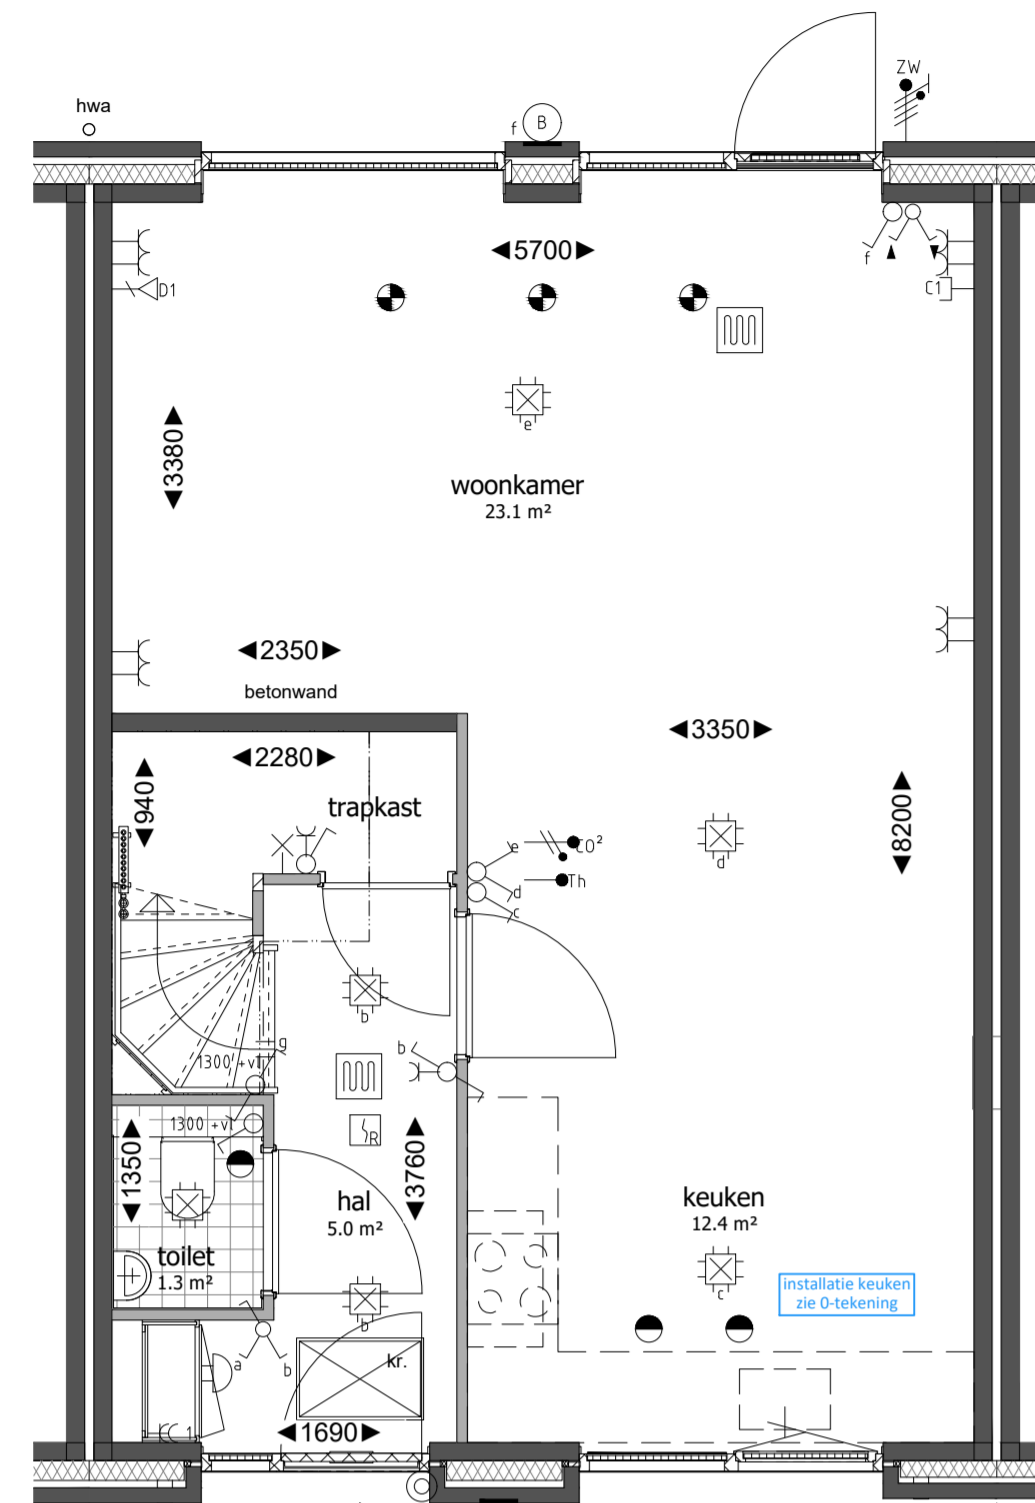 ZW
hwa
f
B
5700
f
D1
C1
e
3380
woonkamer
23.1 m²
2350
betonwand
3350
2280
940
trapkast
8200
e
CO²
d
d
Th
c
b
g
b
1300 +vl
R
1300 +vl
1350
3760
hal
5.0 m²
keuken
12.4 m²
toilet
1.3 m²
c
installatie keuken
zie 0-tekening
b
a
b
kr.
1690
1